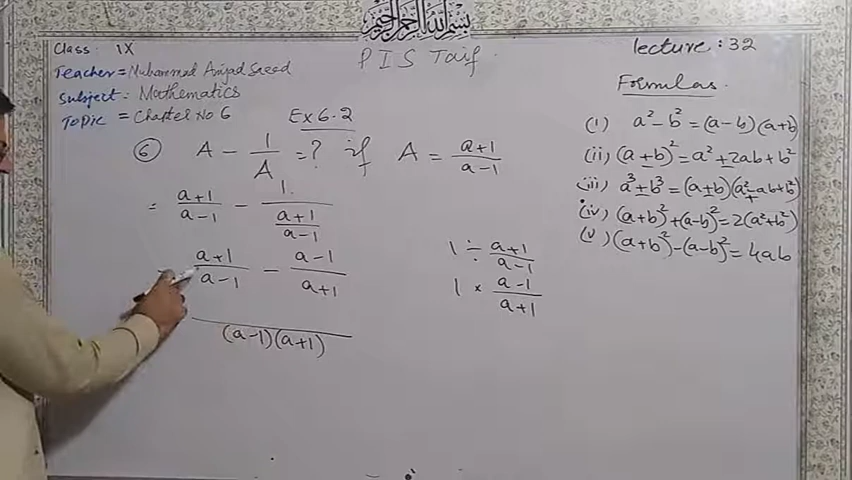 بسم الله الرحمن الرحيم
Class: IX
P I S Taif
lecture: 32
Teacher = Muhammad Amjad Saeed
Subject: Mathematics
Topic = Chapter No 6
Ex 6.2
⑥ A - 1/A = ? if A = a+1/a-1
= a+1/a-1 - 1/(a+1/a-1)
a+1/a-1 - a-1/a+1
(a-1)(a+1)
1 ÷ a+1/a-1
1 × a-1/a+1
Formulas
(i) a² - b² = (a-b)(a+b)
(ii) (a±b)² = a² ± 2ab + b²
(iii) a³ ± b³ = (a±b)(a² ∓ ab + b²)
(iv) (a+b)² + (a-b)² = 2(a²+b²)
(v) (a+b)² - (a-b)² = 4ab